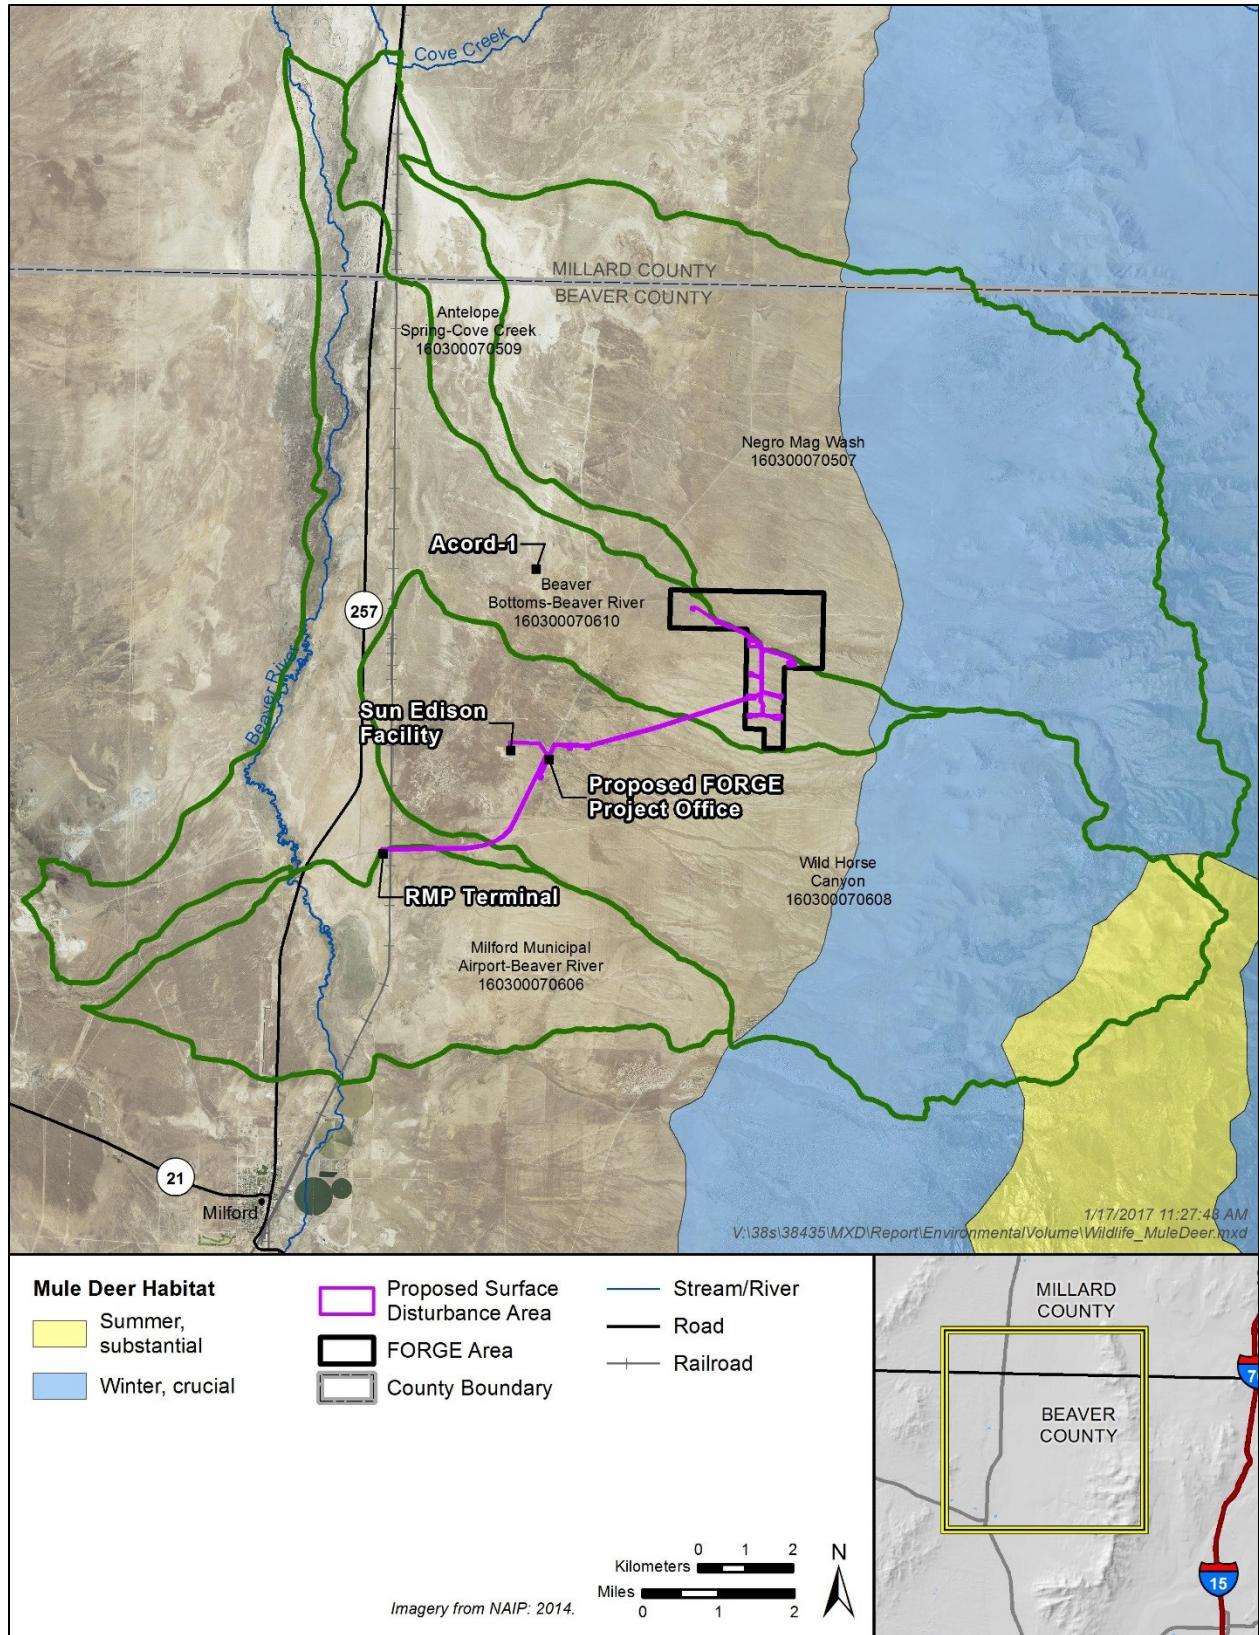 Cove Creek
MILLARD COUNTY
BEAVER COUNTY
Antelope
Spring-Cove Creek
160300070509
Negro Mag Wash
160300070507
Acord-1
Beaver
Bottoms-Beaver River
160300070610
257
Beaver River
Sun Edison
Facility
Proposed FORGE
Project Office
Wild Horse
Canyon
160300070608
RMP Terminal
Milford Municipal
Airport-Beaver River
160300070606
21
Milford
1/17/2017 11:27:43 AM
V:\38s\38435\MXD\Report\EnvironmentalVolume\Wildlife_MuleDeer.mxd
Mule Deer Habitat
Summer,
substantial
Winter, crucial
Proposed Surface
Disturbance Area
FORGE Area
County Boundary
Stream/River
Road
Railroad
0 1 2
Kilometers
Miles
0 1 2
N
Imagery from NAIP: 2014.
MILLARD
COUNTY
BEAVER
COUNTY
7
15